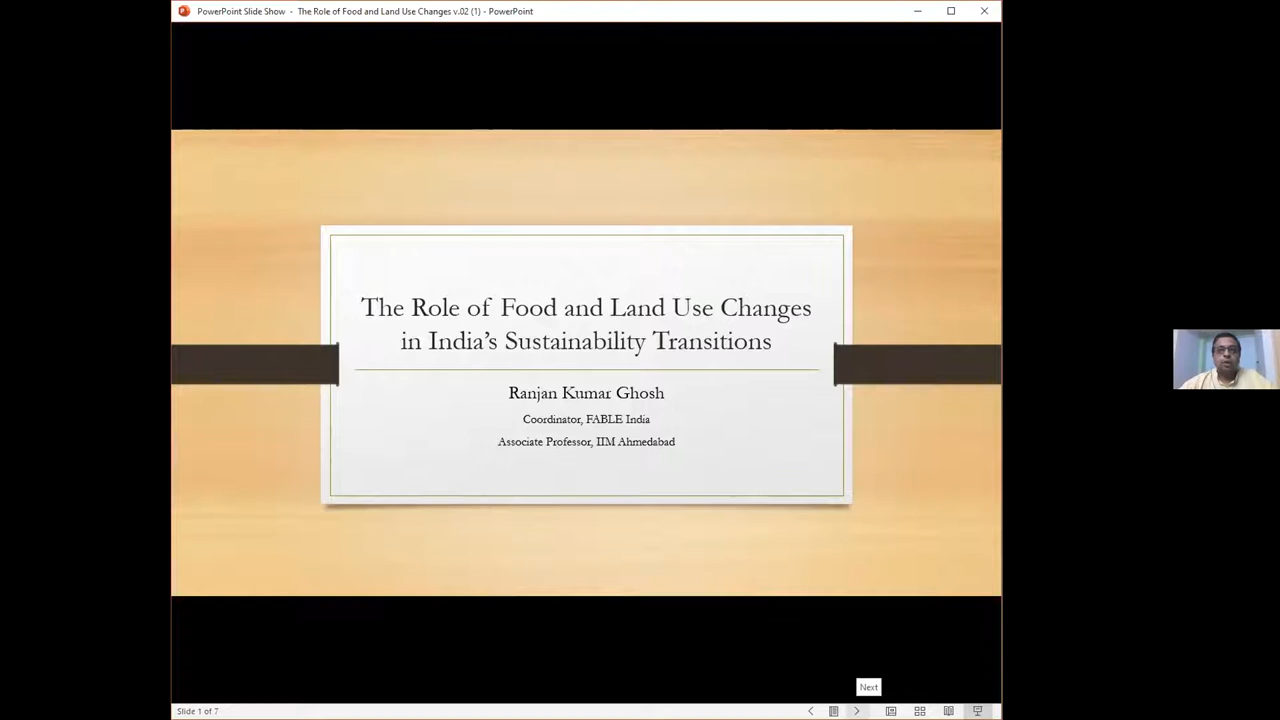 PowerPoint Slide Show - The Role of Food and Land Use Changes v.02 (1) - PowerPoint
The Role of Food and Land Use Changes
in India’s Sustainability Transitions
Ranjan Kumar Ghosh
Coordinator, FABLE India
Associate Professor, IIM Ahmedabad
Next
Slide 1 of 7